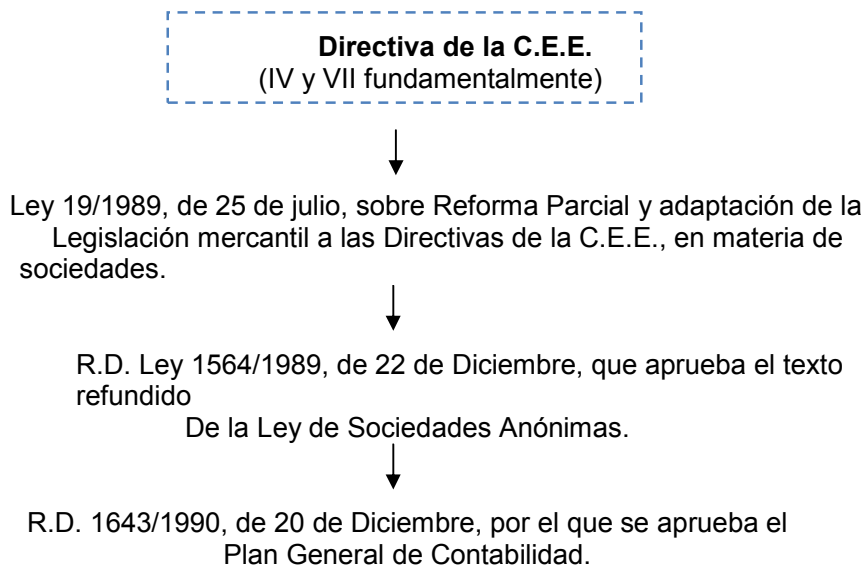 Directiva de la C.E.E.
(IV y VII fundamentalmente)
Ley 19/1989, de 25 de julio, sobre Reforma Parcial y adaptación de la
Legislación mercantil a las Directivas de la C.E.E., en materia de
sociedades.
R.D. Ley 1564/1989, de 22 de Diciembre, que aprueba el texto
refundido
De la Ley de Sociedades Anónimas.
R.D. 1643/1990, de 20 de Diciembre, por el que se aprueba el
Plan General de Contabilidad.